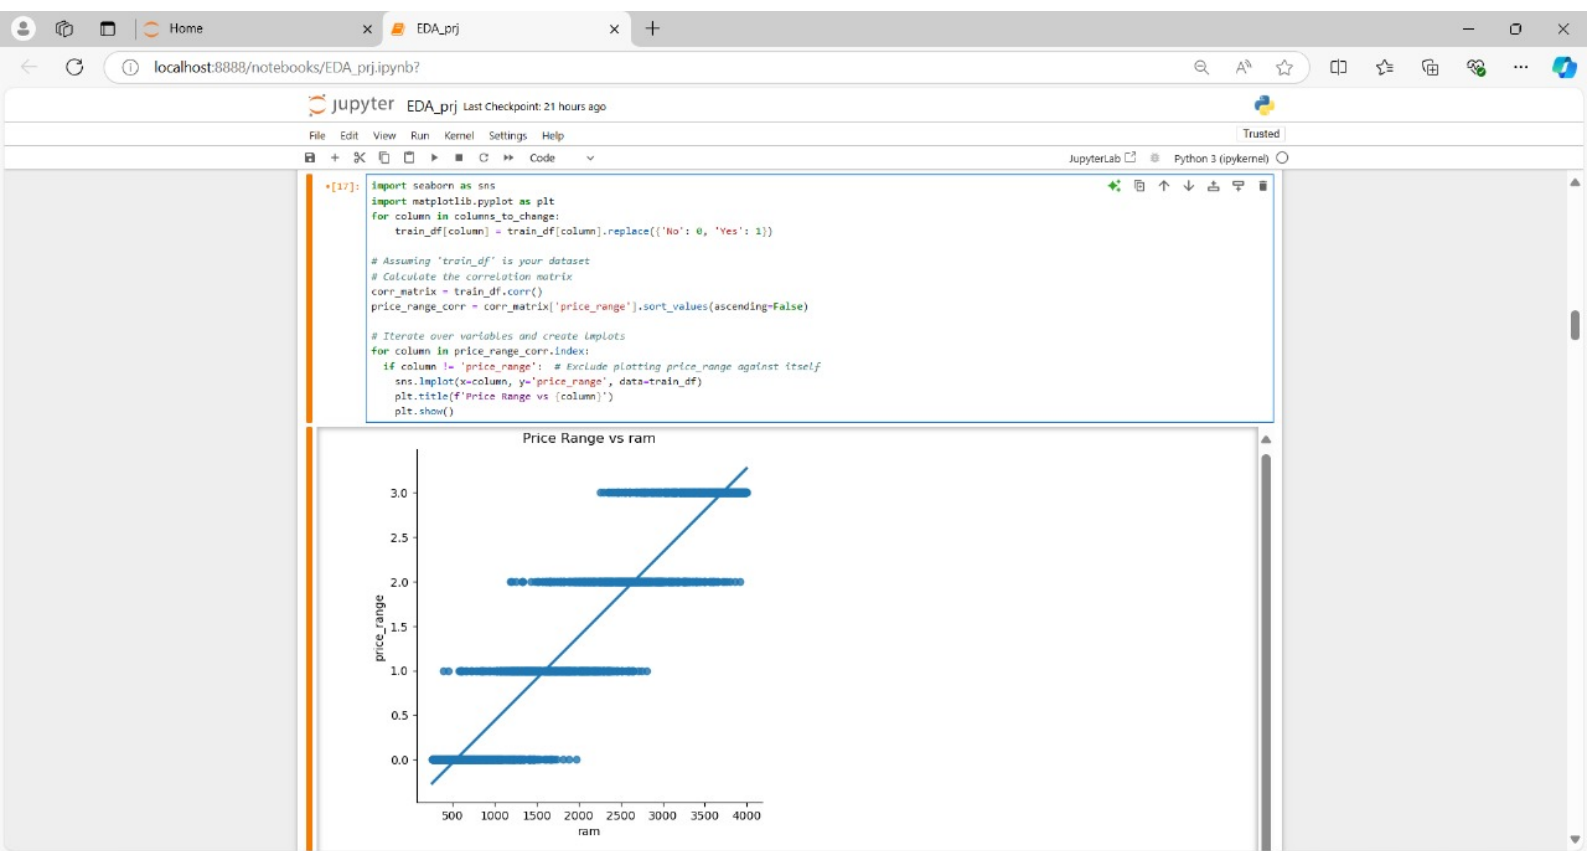 Home
EDA_prj
localhost:8888/notebooks/EDA_prj.ipynb?
jupyter EDA_prj Last Checkpoint: 21 hours ago
File Edit View Run Kernel Settings Help
Trusted
Code
JupyterLab
Python 3 (ipykernel)
[17]:
import seaborn as sns
import matplotlib.pyplot as plt
for column in columns_to_change:
    train_df[column] = train_df[column].replace({'No': 0, 'Yes': 1})
# Assuming 'train_df' is your dataset
# Calculate the correlation matrix
corr_matrix = train_df.corr()
price_range_corr = corr_matrix['price_range'].sort_values(ascending=False)
# Iterate over variables and create lmplots
for column in price_range_corr.index:
  if column != 'price_range':  # Exclude plotting price_range against itself
    sns.lmplot(x=column, y='price_range', data=train_df)
    plt.title(f'Price Range vs {column}')
    plt.show()
Price Range vs ram
3.0
2.5
2.0
1.5
1.0
0.5
0.0
price_range
500 1000 1500 2000 2500 3000 3500 4000
ram